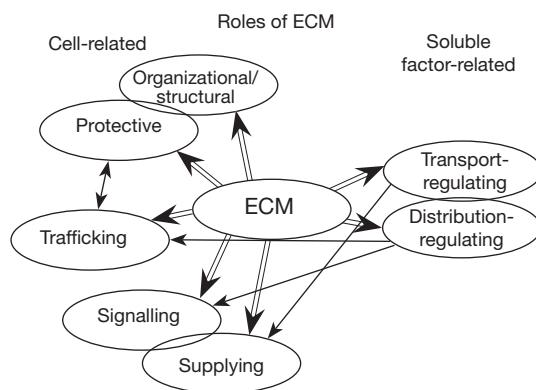 Roles of ECM
Cell-related
Soluble
factor-related
Organizational/
structural
Protective
Transport-
regulating
ECM
Distribution-
regulating
Trafficking
Signalling
Supplying